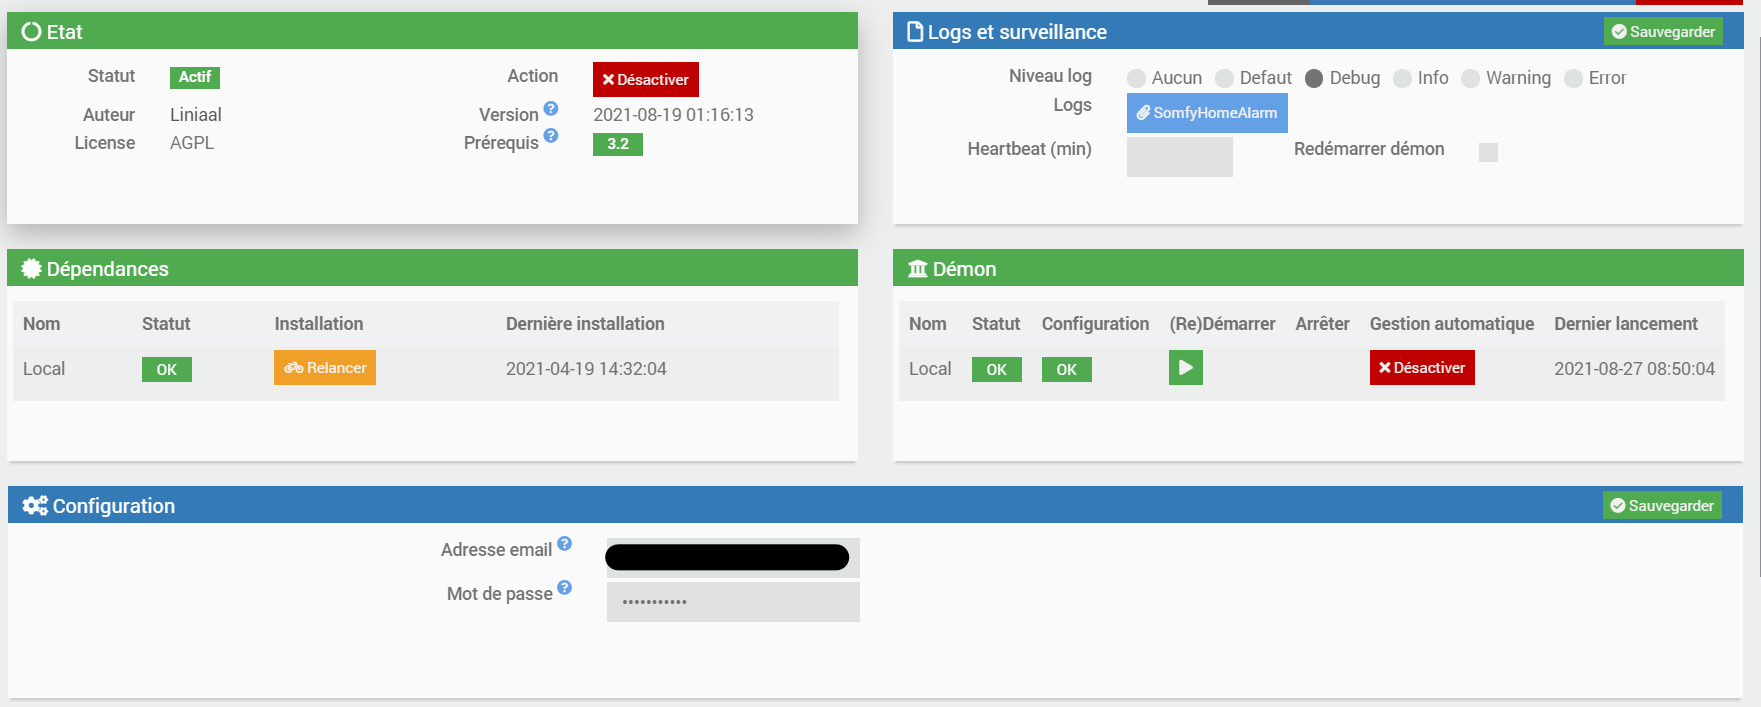 Etat
Statut Actif Action Désactiver
Auteur Liniaal Version ? 2021-08-19 01:16:13
License AGPL Prérequis ? 3.2
Logs et surveillance Sauvegarder
Niveau log Aucun Defaut Debug Info Warning Error
Logs SomfyHomeAlarm
Heartbeat (min) Redémarrer démon
Dépendances
Nom Statut Installation Dernière installation
Local OK Relancer 2021-04-19 14:32:04
Démon
Nom Statut Configuration (Re)Démarrer Arrêter Gestion automatique Dernier lancement
Local OK OK Désactiver 2021-08-27 08:50:04
Configuration Sauvegarder
Adresse email ?
Mot de passe ? •••••••••••